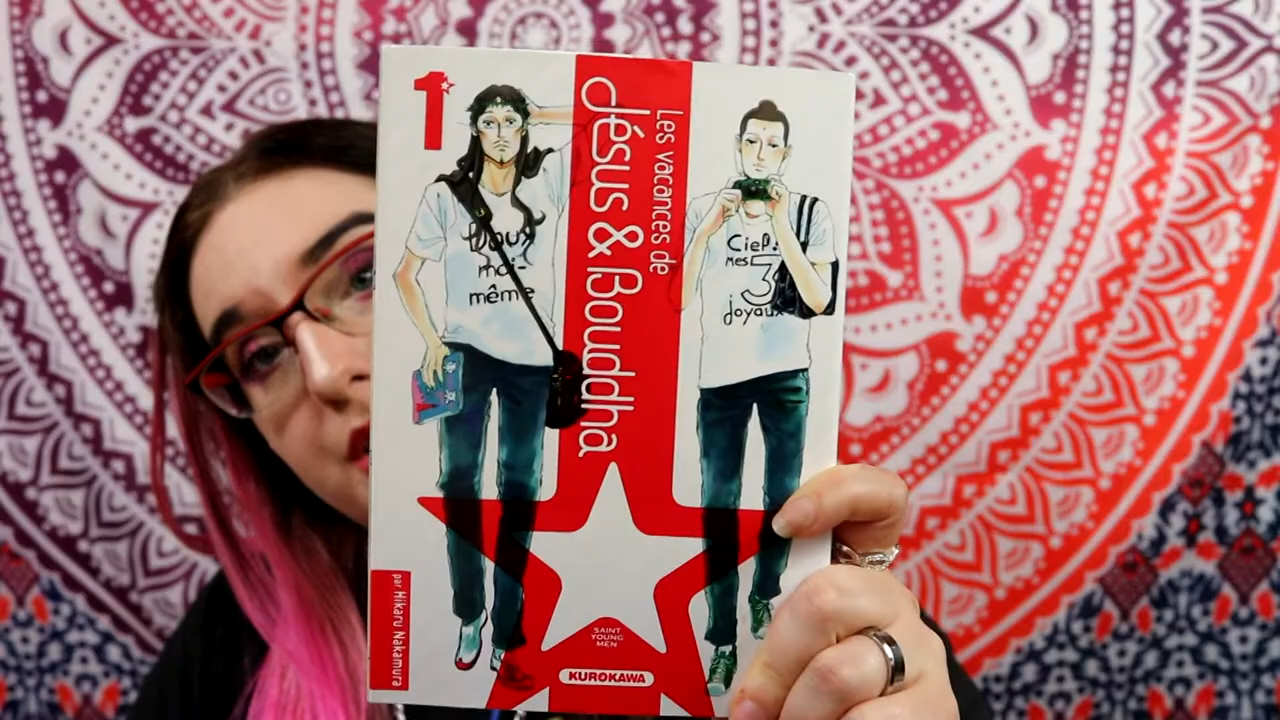 1
Les vacances de
Jésus & Bouddha
Doux
moi-
même
Ciel!
Mes
3
joyaux
SAINT
YOUNG
MEN
KUROKAWA
par Hikaru Nakamura